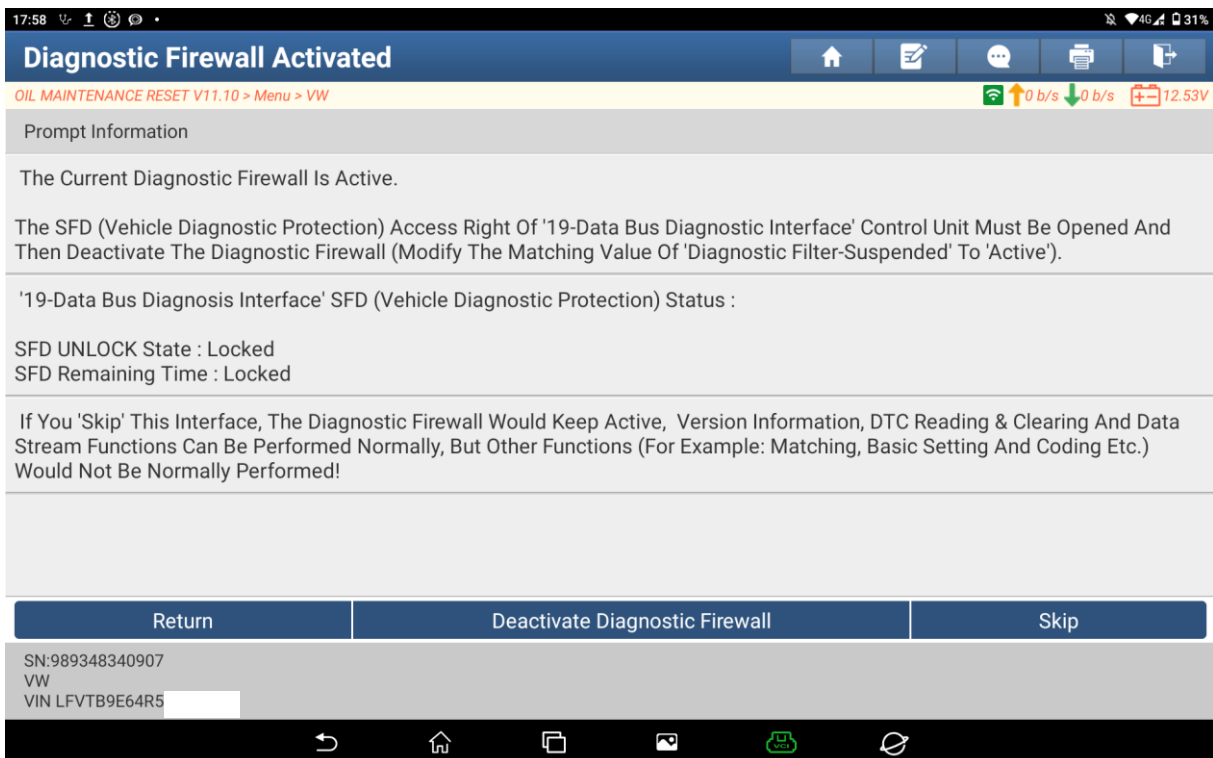 17:58
4G 31%
Diagnostic Firewall Activated
OIL MAINTENANCE RESET V11.10 > Menu > VW
0 b/s 0 b/s 12.53V
Prompt Information
The Current Diagnostic Firewall Is Active.
The SFD (Vehicle Diagnostic Protection) Access Right Of '19-Data Bus Diagnostic Interface' Control Unit Must Be Opened And
Then Deactivate The Diagnostic Firewall (Modify The Matching Value Of 'Diagnostic Filter-Suspended' To 'Active').
'19-Data Bus Diagnosis Interface' SFD (Vehicle Diagnostic Protection) Status :
SFD UNLOCK State : Locked
SFD Remaining Time : Locked
If You 'Skip' This Interface, The Diagnostic Firewall Would Keep Active, Version Information, DTC Reading & Clearing And Data
Stream Functions Can Be Performed Normally, But Other Functions (For Example: Matching, Basic Setting And Coding Etc.)
Would Not Be Normally Performed!
Return
Deactivate Diagnostic Firewall
Skip
SN:989348340907
VW
VIN LFVTB9E64R5
VCI